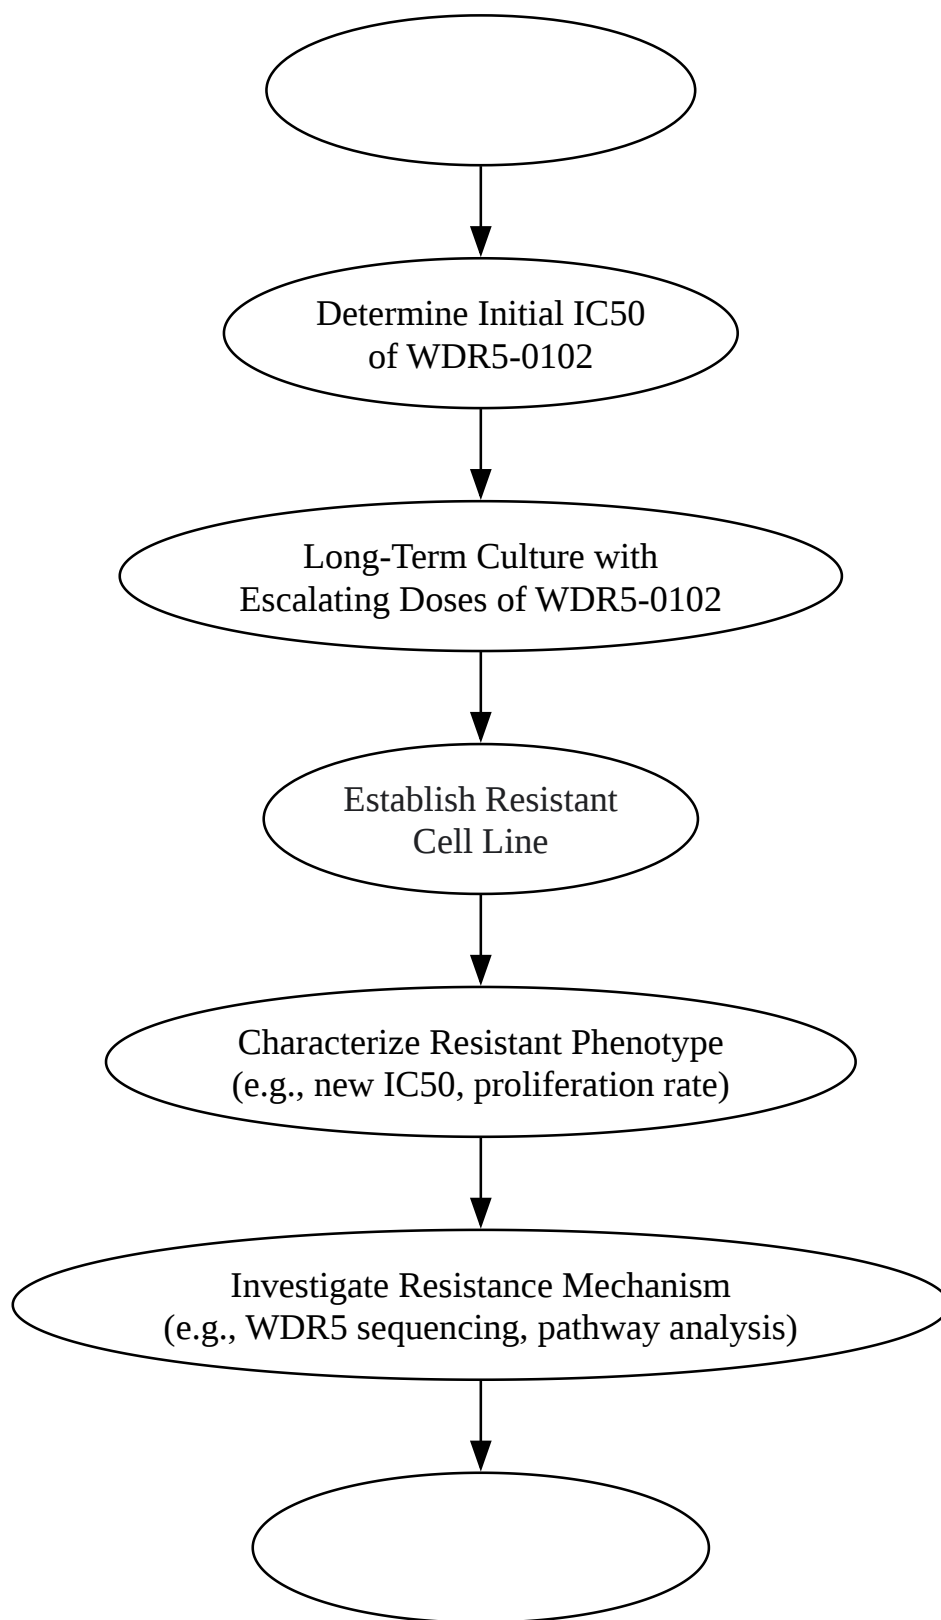 Determine Initial IC50
of WDR5-0102
Long-Term Culture with
Escalating Doses of WDR5-0102
Establish Resistant
Cell Line
Characterize Resistant Phenotype
(e.g., new IC50, proliferation rate)
Investigate Resistance Mechanism
(e.g., WDR5 sequencing, pathway analysis)